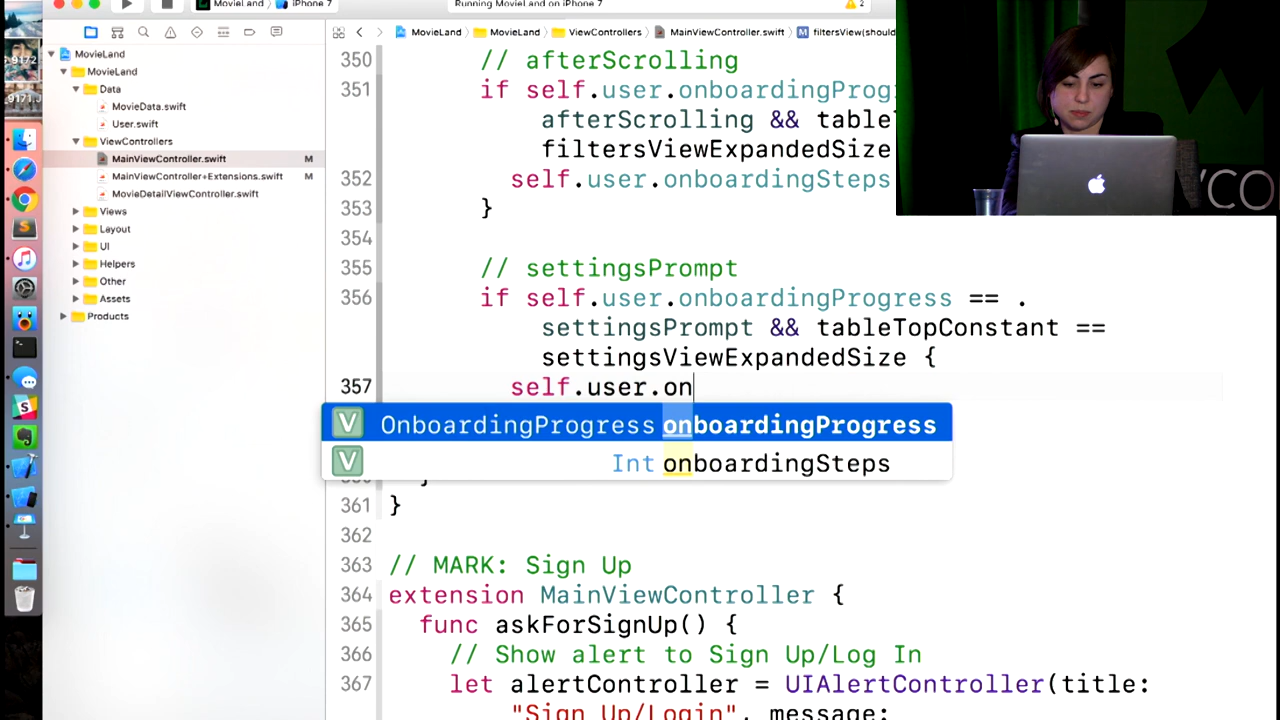 MovieLand
iPhone 7
Running MovieLand on iPhone 7
2
MovieLand
MovieLand
Data
MovieData.swift
User.swift
ViewControllers
MainViewController.swift M
MainViewController+Extensions.swift M
MovieDetailViewController.swift
Views
Layout
UI
Helpers
Other
Assets
Products
MovieLand MovieLand ViewControllers MainViewController.swift M filtersView(shou
350 // afterScrolling
351 if self.user.onboardingProg
afterScrolling && tableT
filtersViewExpandedSize
352 self.user.onboardingSteps
353 }
354
355 // settingsPrompt
356 if self.user.onboardingProgress == .
settingsPrompt && tableTopConstant ==
settingsViewExpandedSize {
357 self.user.on
V OnboardingProgress onboardingProgress
V Int onboardingSteps
361 }
362
363 // MARK: Sign Up
364 extension MainViewController {
365 func askForSignUp() {
366 // Show alert to Sign Up/Log In
367 let alertController = UIAlertController(title:
"Sign Up/Login", message: